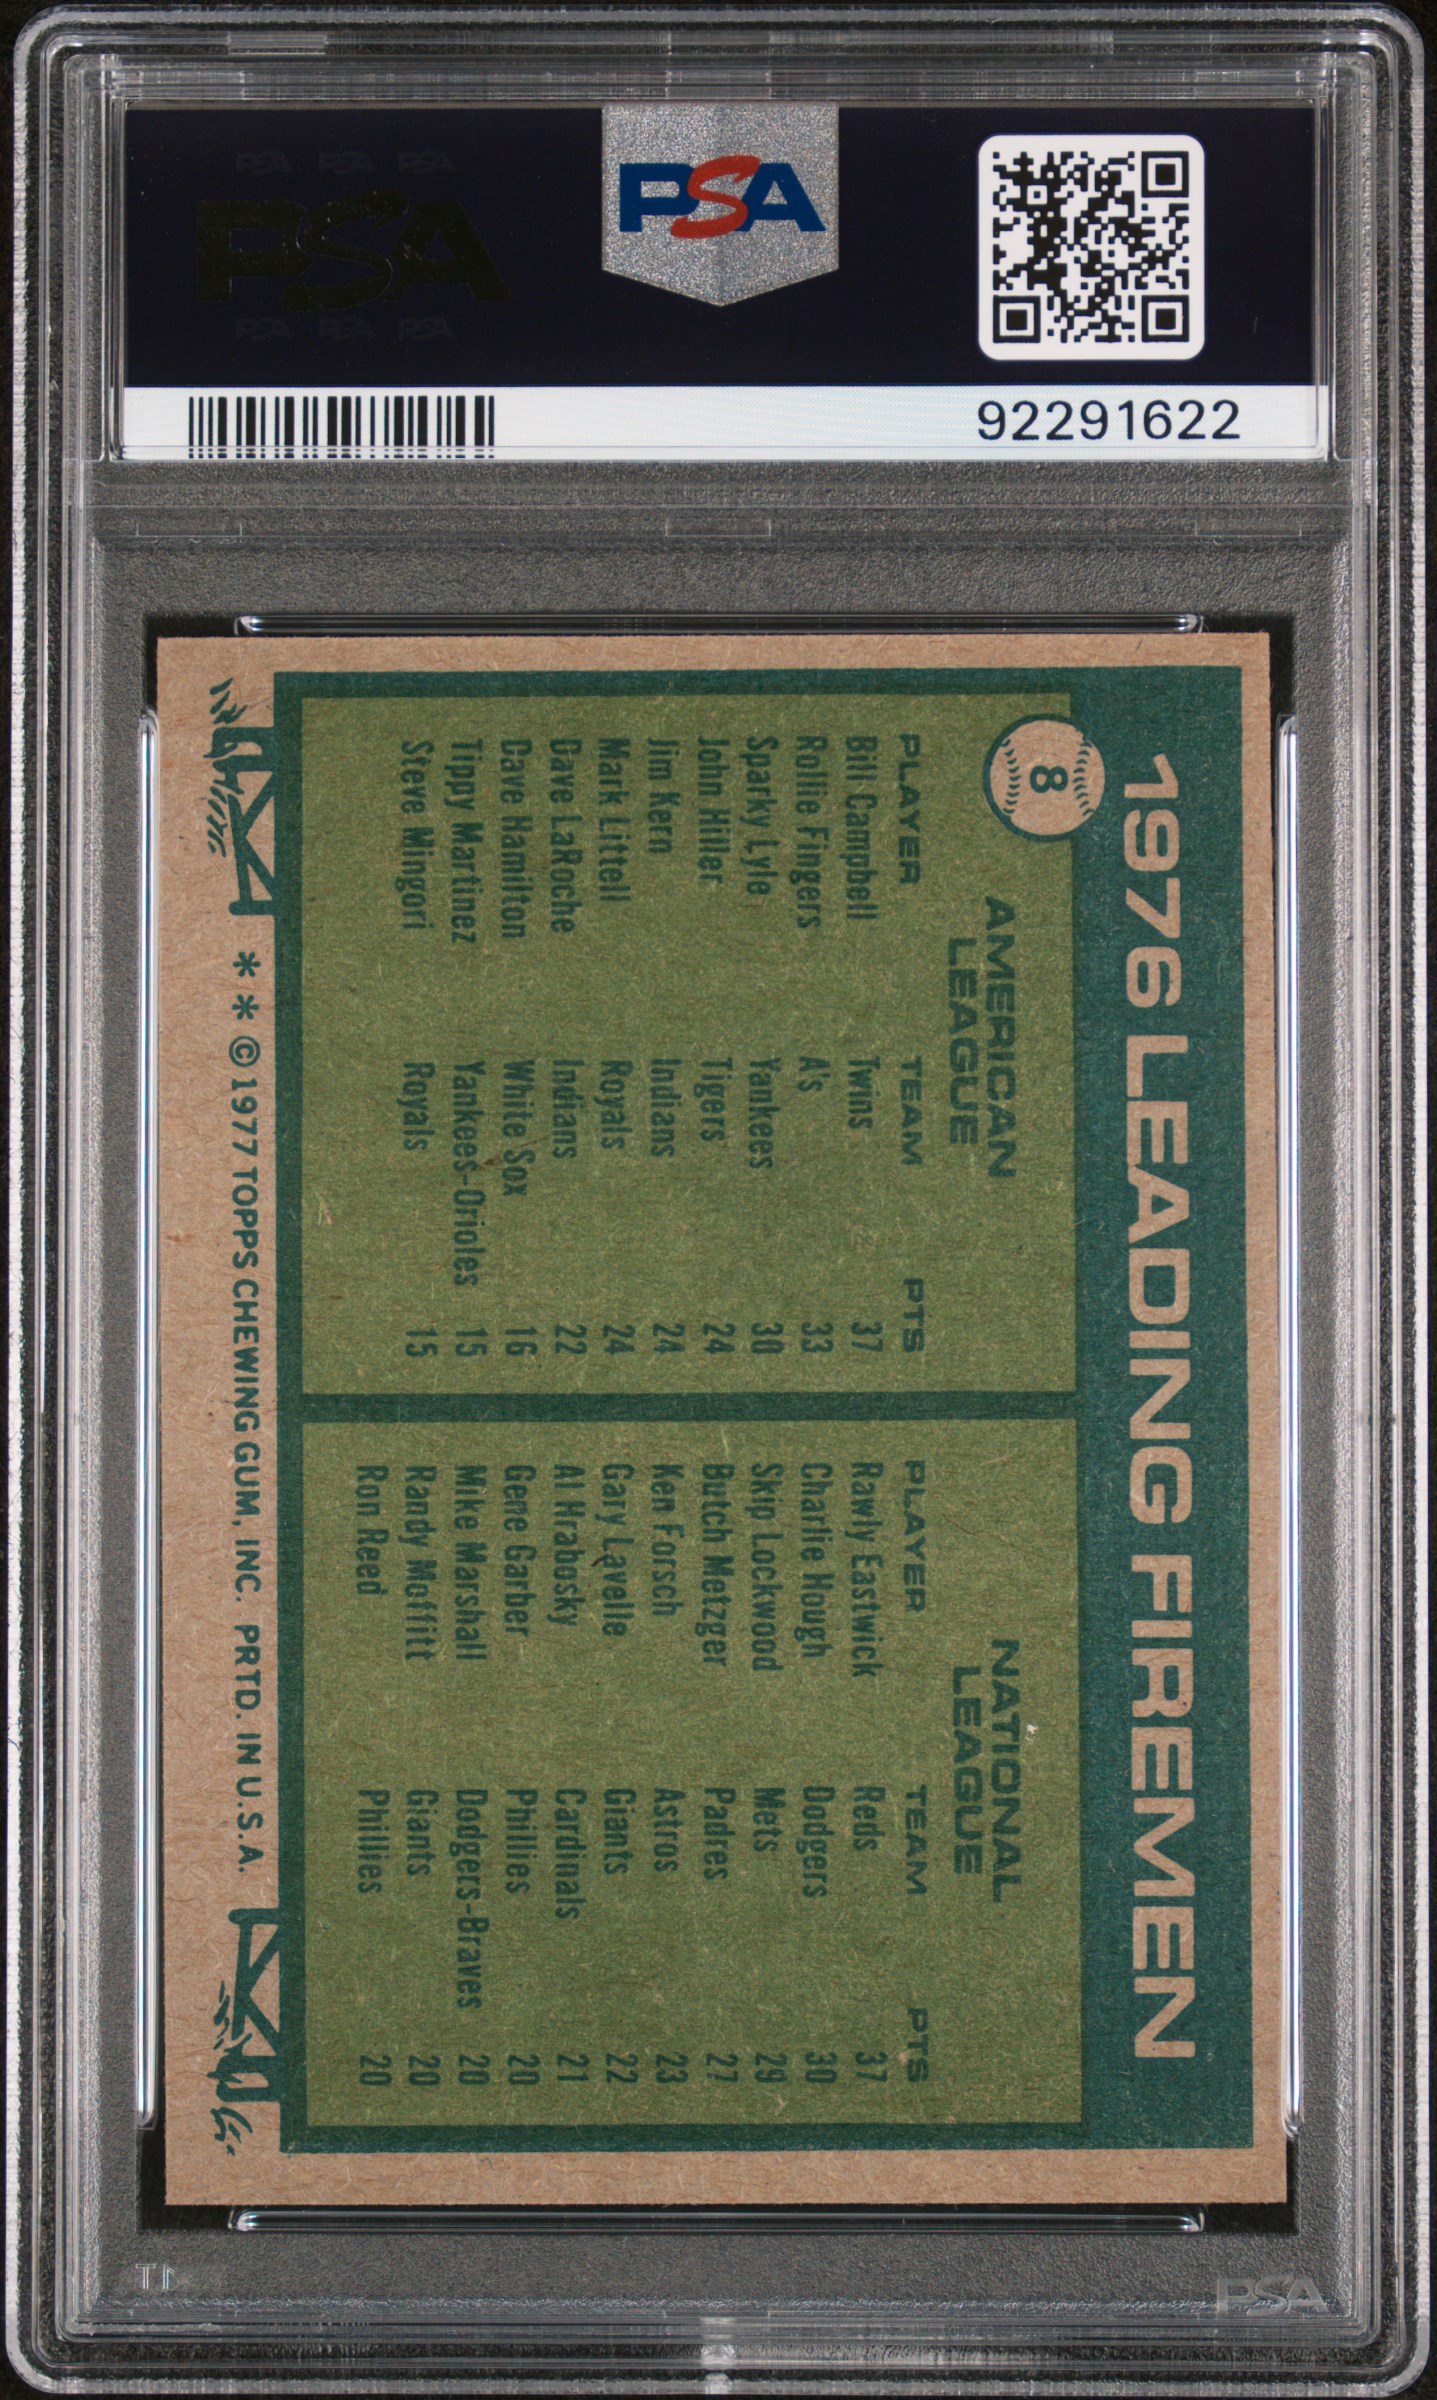 PSA PSA PSA
PSA
PSA PSA PSA
PSA
92291622
1976 LEADING FIREMEN
8
AMERICAN
LEAGUE
PLAYER TEAM PTS
Bill Campbell Twins 37
Rollie Fingers A's 33
Sparky Lyle Yankees 30
John Hiller Tigers 24
Jim Kern Indians 24
Mark Littell Royals 24
Dave LaRoche Indians 22
Dave Hamilton White Sox 16
Tippy Martinez Yankees-Orioles 15
Steve Mingori Royals 15
NATIONAL
LEAGUE
PLAYER TEAM PTS
Rawly Eastwick Reds 37
Charlie Hough Dodgers 30
Skip Lockwood Mets 29
Butch Metzger Padres 27
Ken Forsch Astros 23
Gary Lavelle Giants 22
Al Hrabosky Cardinals 21
Gene Garber Phillies 20
Mike Marshall Dodgers-Braves 20
Randy Moffitt Giants 20
Ron Reed Phillies 20
* * © 1977 TOPPS CHEWING GUM, INC. PRTD. IN U.S.A.
PSA